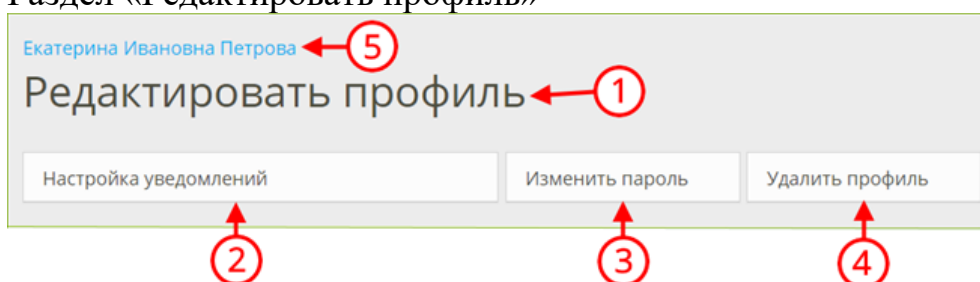 Раздел «Редактировать профиль»
Екатерина Ивановна Петрова 5
Редактировать профиль 1
Настройка уведомлений Изменить пароль Удалить профиль
2 3 4